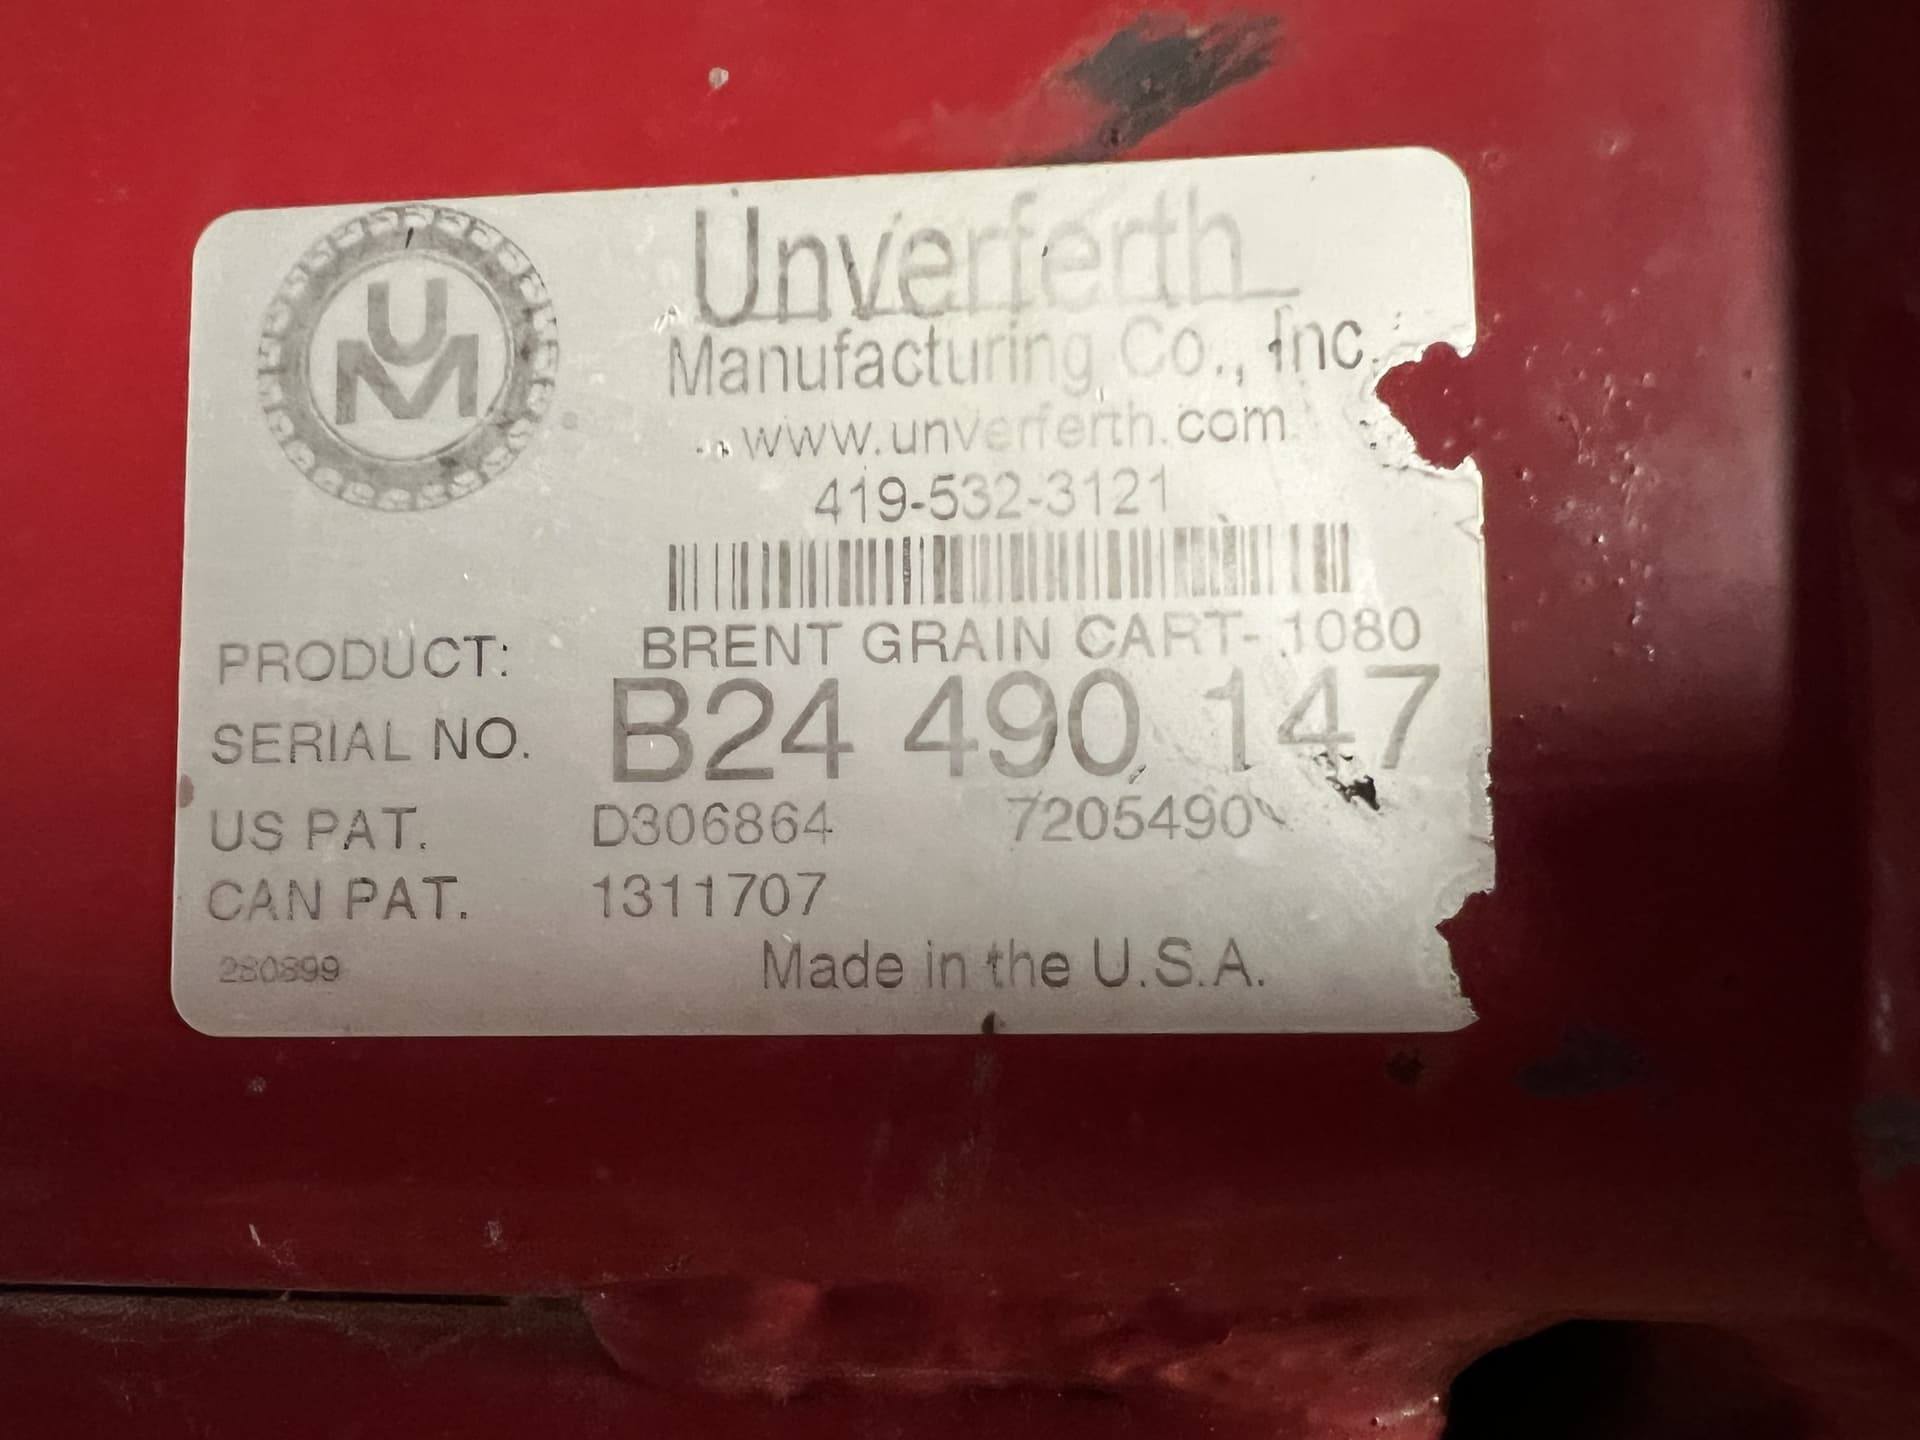 UM
Unverferth
Manufacturing Co., Inc.
www.unverferth.com
419-532-3121
PRODUCT: BRENT GRAIN CART- 1080
SERIAL NO. B24 490 147
US PAT. D306864 7205490
CAN PAT. 1311707
280899 Made in the U.S.A.